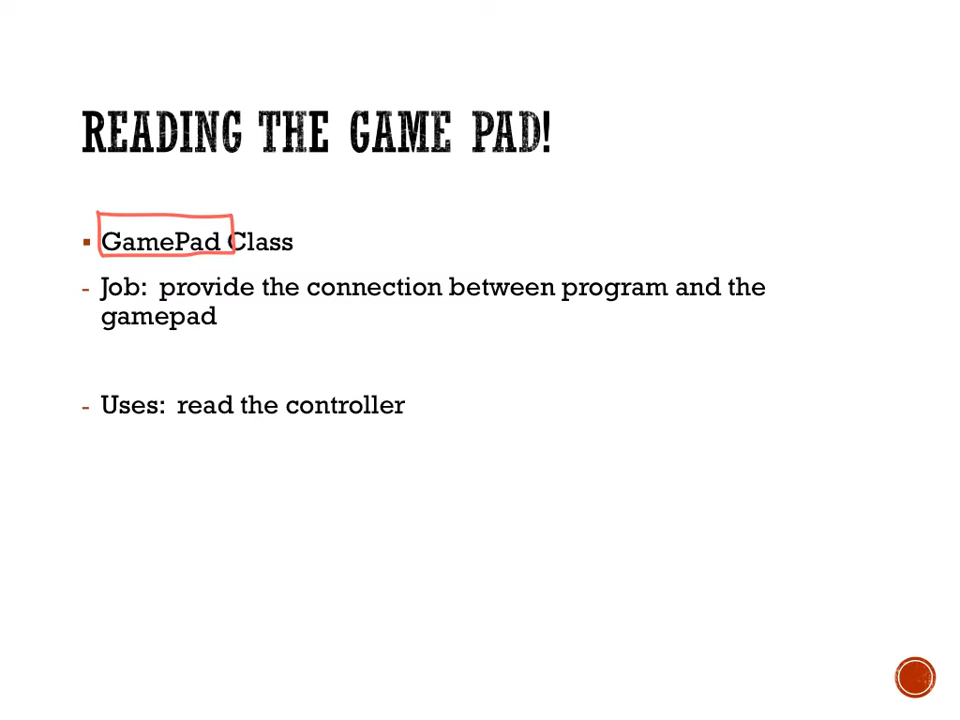 READING THE GAME PAD!
▪ GamePad Class
- Job: provide the connection between program and the
gamepad
- Uses: read the controller